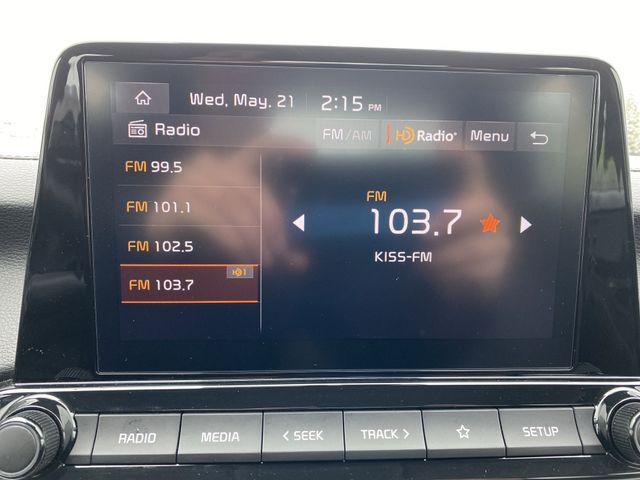 Wed, May. 21 2:15 PM
Radio FM/AM HD Radio® Menu
FM 99.5
FM 101.1
FM 102.5
FM 103.7 HD1
FM
103.7
KISS-FM
RADIO MEDIA < SEEK TRACK > SETUP